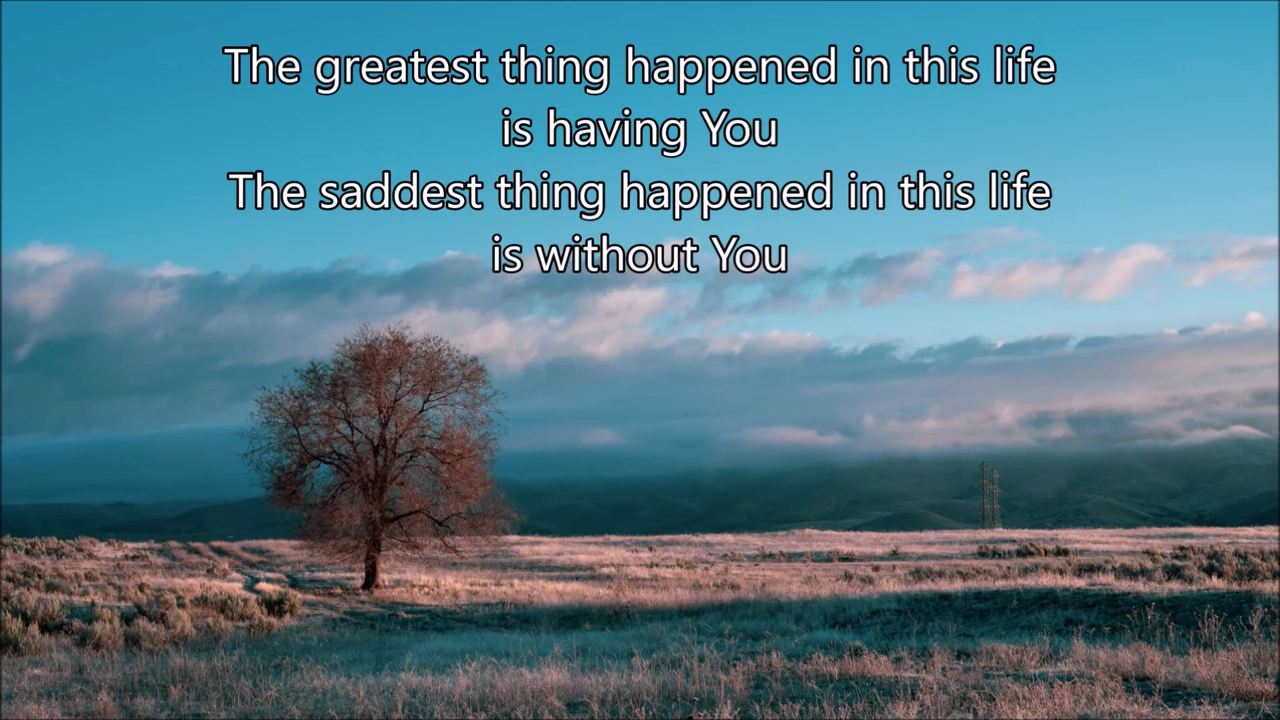 The greatest thing happened in this life
is having You
The saddest thing happened in this life
is without You